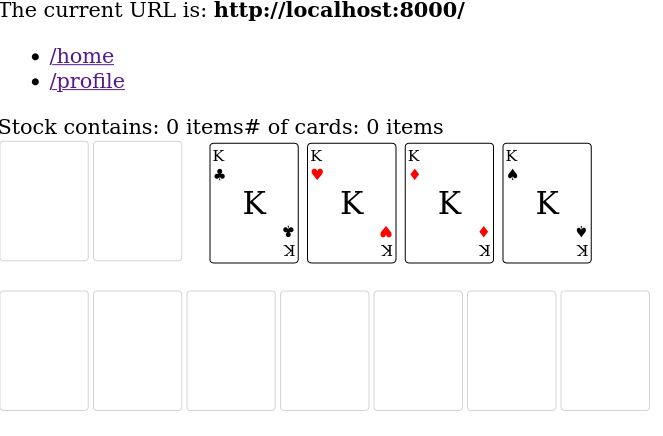 The current URL is: http://localhost:8000/
/home
/profile
Stock contains: 0 items# of cards: 0 items
K K K K
♣ ♥ ♦ ♠
K K K K
♣ ♥ ♦ ♠
K K K K